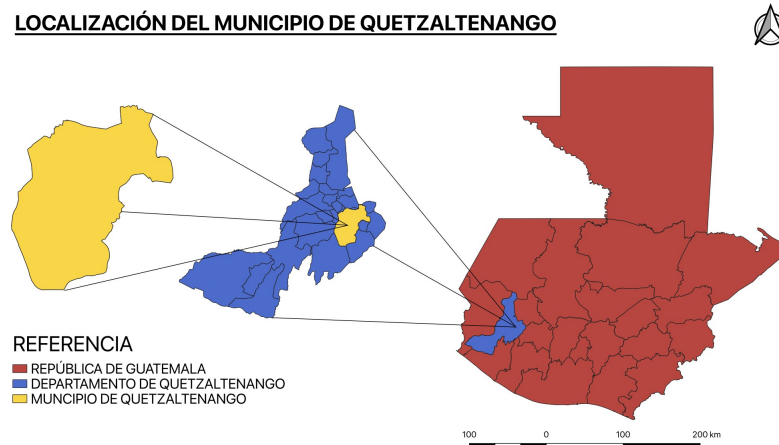 LOCALIZACIÓN DEL MUNICIPIO DE QUETZALTENANGO
REFERENCIA
REPÚBLICA DE GUATEMALA
DEPARTAMENTO DE QUETZALTENANGO
MUNCIPIO DE QUETZALTENANGO
100 0 100 200 km